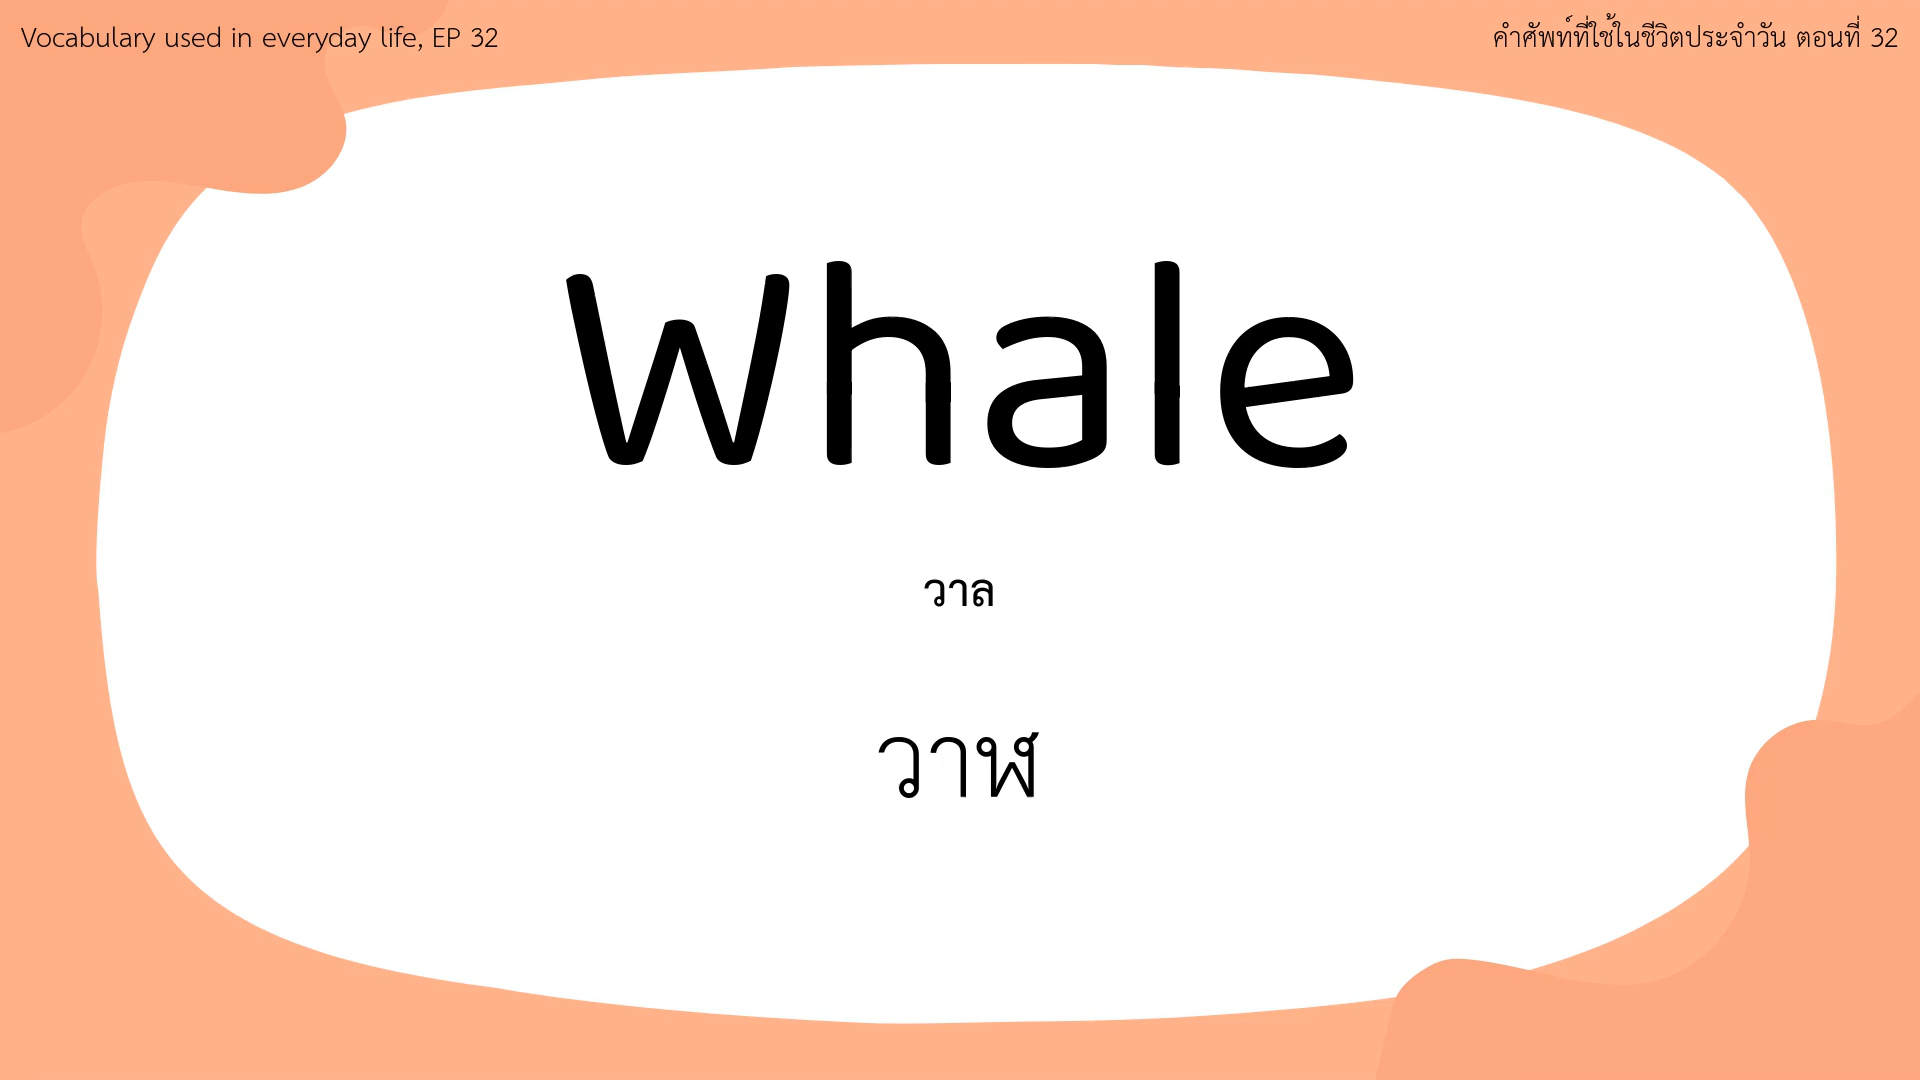 Vocabulary used in everyday life, EP 32
คำศัพท์ที่ใช้ในชีวิตประจำวัน ตอนที่ 32
Whale
วาล
วาฬ